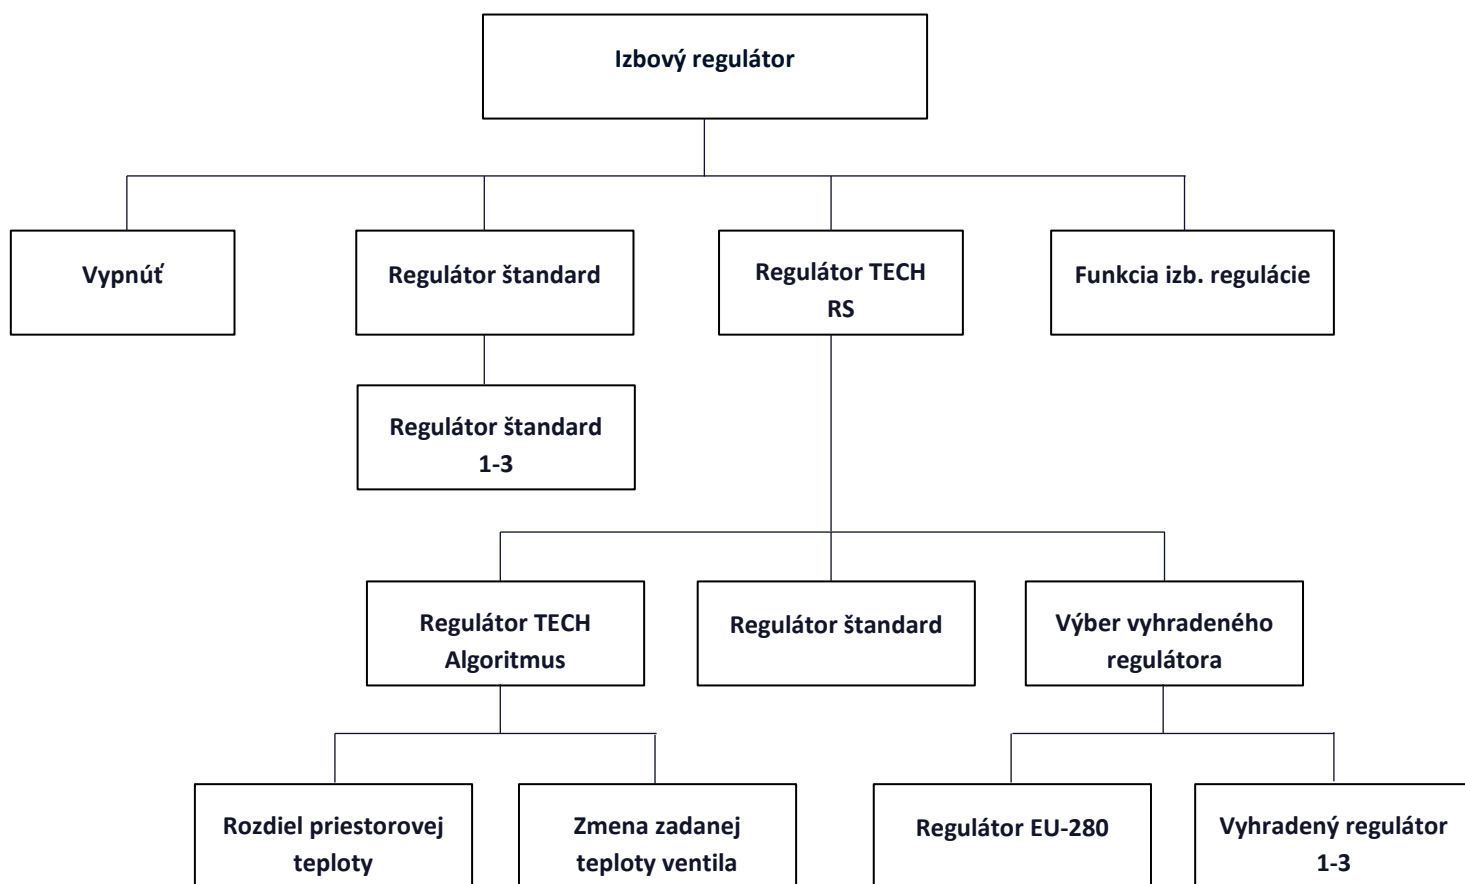 Izbový regulátor
Vypnúť
Regulátor štandard
Regulátor TECH
RS
Funkcia izb. regulácie
Regulátor štandard
1-3
Regulátor TECH
Algoritmus
Regulátor štandard
Výber vyhradeného
regulátora
Rozdiel priestorovej
teploty
Zmena zadanej
teploty ventila
Regulátor EU-280
Vyhradený regulátor
1-3